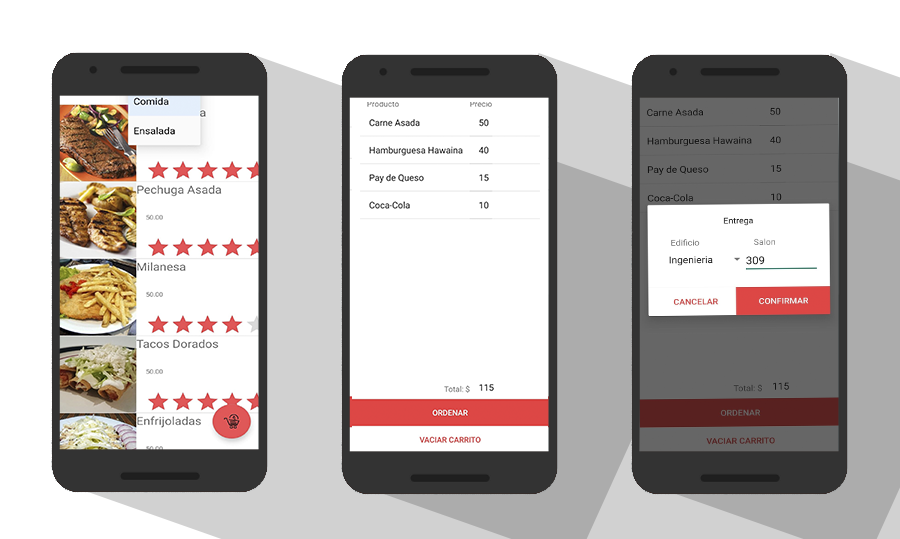 Comida
a
Ensalada
Pechuga Asada
50.00
Milanesa
50.00
Tacos Dorados
50.00
Enfrijoladas
50.00
Producto Precio
Carne Asada 50
Hamburguesa Hawaina 40
Pay de Queso 15
Coca-Cola 10
Total: $ 115
ORDENAR
VACIAR CARRITO
Carne Asada 50
Hamburguesa Hawaina 40
Pay de Queso 15
Coca-Cola 10
Entrega
Edificio Salon
Ingenieria 309
CANCELAR CONFIRMAR
Total: $ 115
ORDENAR
VACIAR CARRITO